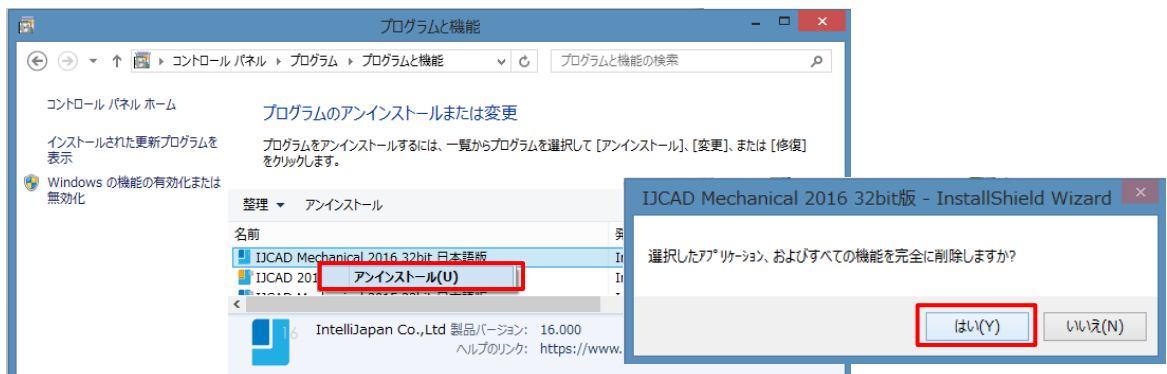 プログラムと機能
コントロール パネル ▸ プログラム ▸ プログラムと機能
プログラムと機能の検索
コントロール パネル ホーム
インストールされた更新プログラムを
表示
Windows の機能の有効化または
無効化
プログラムのアンインストールまたは変更
プログラムをアンインストールするには、一覧からプログラムを選択して [アンインストール]、[変更]、または [修復]
をクリックします。
整理 ▼ アンインストール
名前
IJCAD Mechanical 2016 32bit 日本語版
IJCAD 201
アンインストール(U)
16
IntelliJapan Co.,Ltd 製品バージョン: 16.000
ヘルプのリンク: https://www.
IJCAD Mechanical 2016 32bit版 - InstallShield Wizard
選択したｱﾌﾟﾘｹｰｼｮﾝ、およびすべての機能を完全に削除しますか?
はい(Y) いいえ(N)